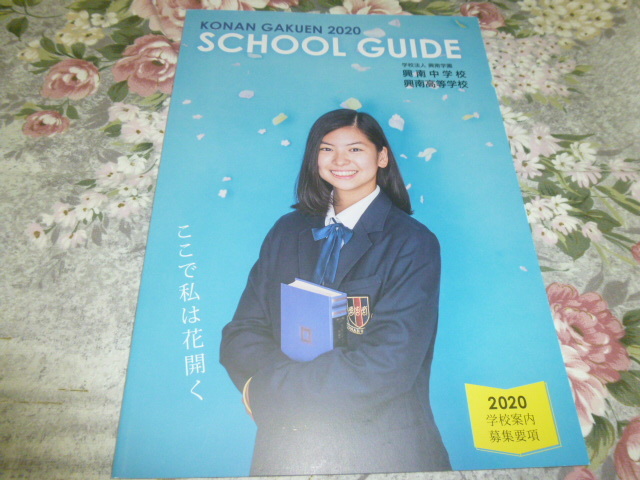 KONAN GAKUEN 2020
SCHOOL GUIDE
学校法人 興南学園
興南中学校
興南高等学校
ここで私は花開く
2020
学校案内
募集要項